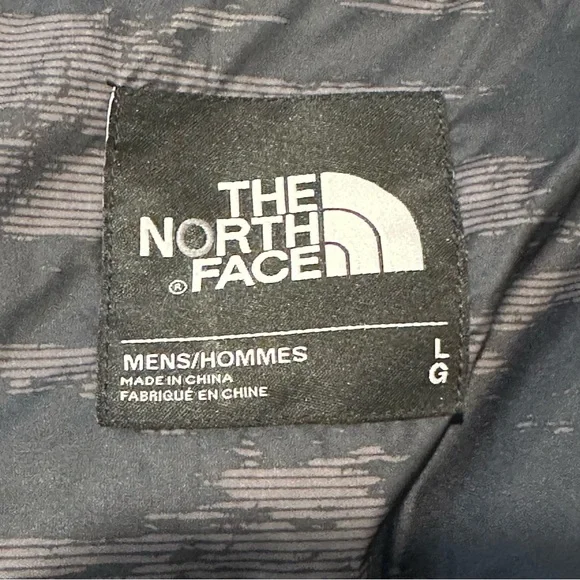 THE
NORTH
FACE
®
MENS/HOMMES
MADE IN CHINA
FABRIQUÉ EN CHINE
L
G